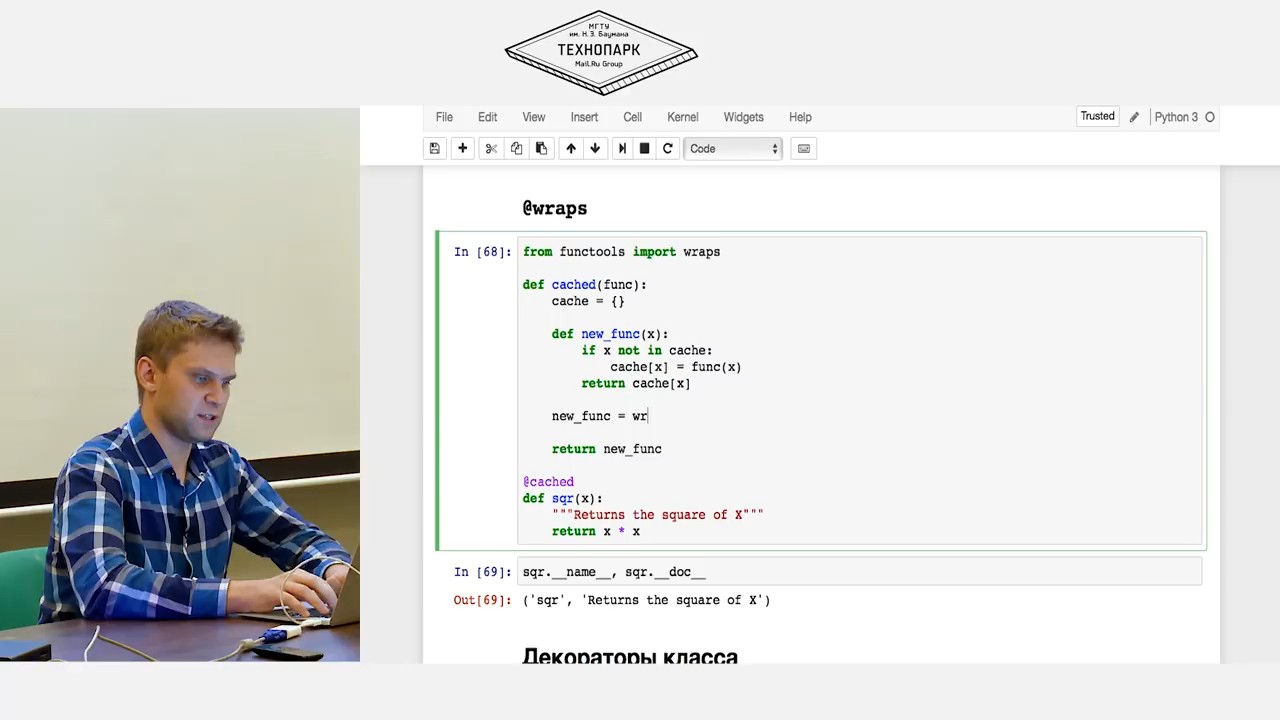 МГТУ
им. Н.Э. Баумана
ТЕХНОПАРК
Mail.Ru Group
File Edit View Insert Cell Kernel Widgets Help
Trusted
Python 3
Code
@wraps
In [68]: from functools import wraps
def cached(func):
    cache = {}
    def new_func(x):
        if x not in cache:
            cache[x] = func(x)
        return cache[x]
    new_func = wr
    return new_func
@cached
def sqr(x):
    """Returns the square of X"""
    return x * x
In [69]: sqr.__name__, sqr.__doc__
Out[69]: ('sqr', 'Returns the square of X')
Декораторы класса